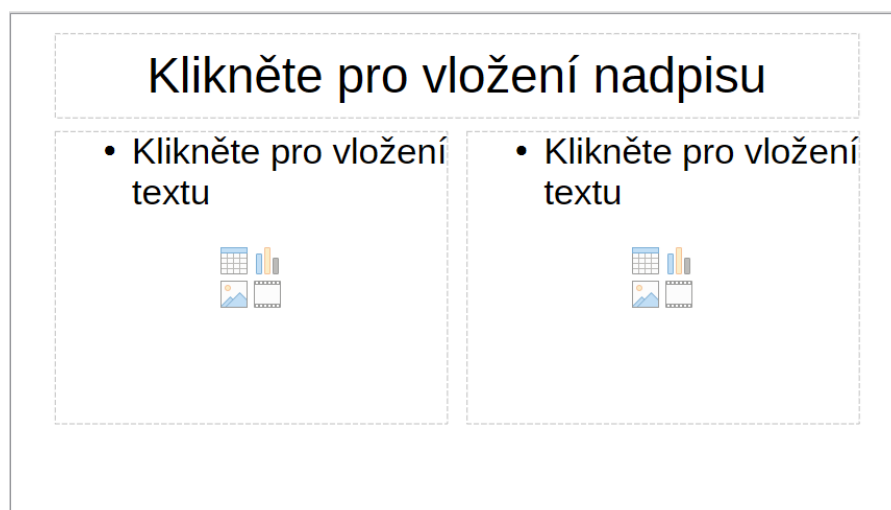 Klikněte pro vložení nadpisu
• Klikněte pro vložení
textu
• Klikněte pro vložení
textu